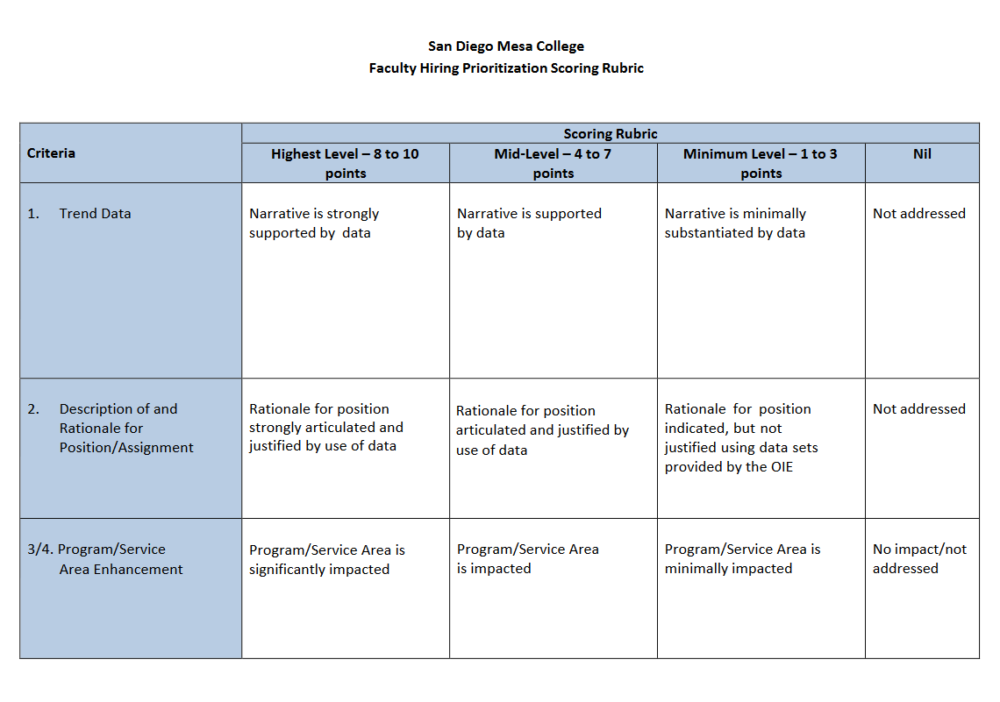 San Diego Mesa College
Faculty Hiring Prioritization Scoring Rubric
Criteria
Scoring Rubric
Highest Level – 8 to 10
points
Mid-Level – 4 to 7
points
Minimum Level – 1 to 3
points
Nil
1. Trend Data
Narrative is strongly
supported by data
Narrative is supported
by data
Narrative is minimally
substantiated by data
Not addressed
2. Description of and
Rationale for
Position/Assignment
Rationale for position
strongly articulated and
justified by use of data
Rationale for position
articulated and justified by
use of data
Rationale for position
indicated, but not
justified using data sets
provided by the OIE
Not addressed
3/4. Program/Service
Area Enhancement
Program/Service Area is
significantly impacted
Program/Service Area
is impacted
Program/Service Area is
minimally impacted
No impact/not
addressed